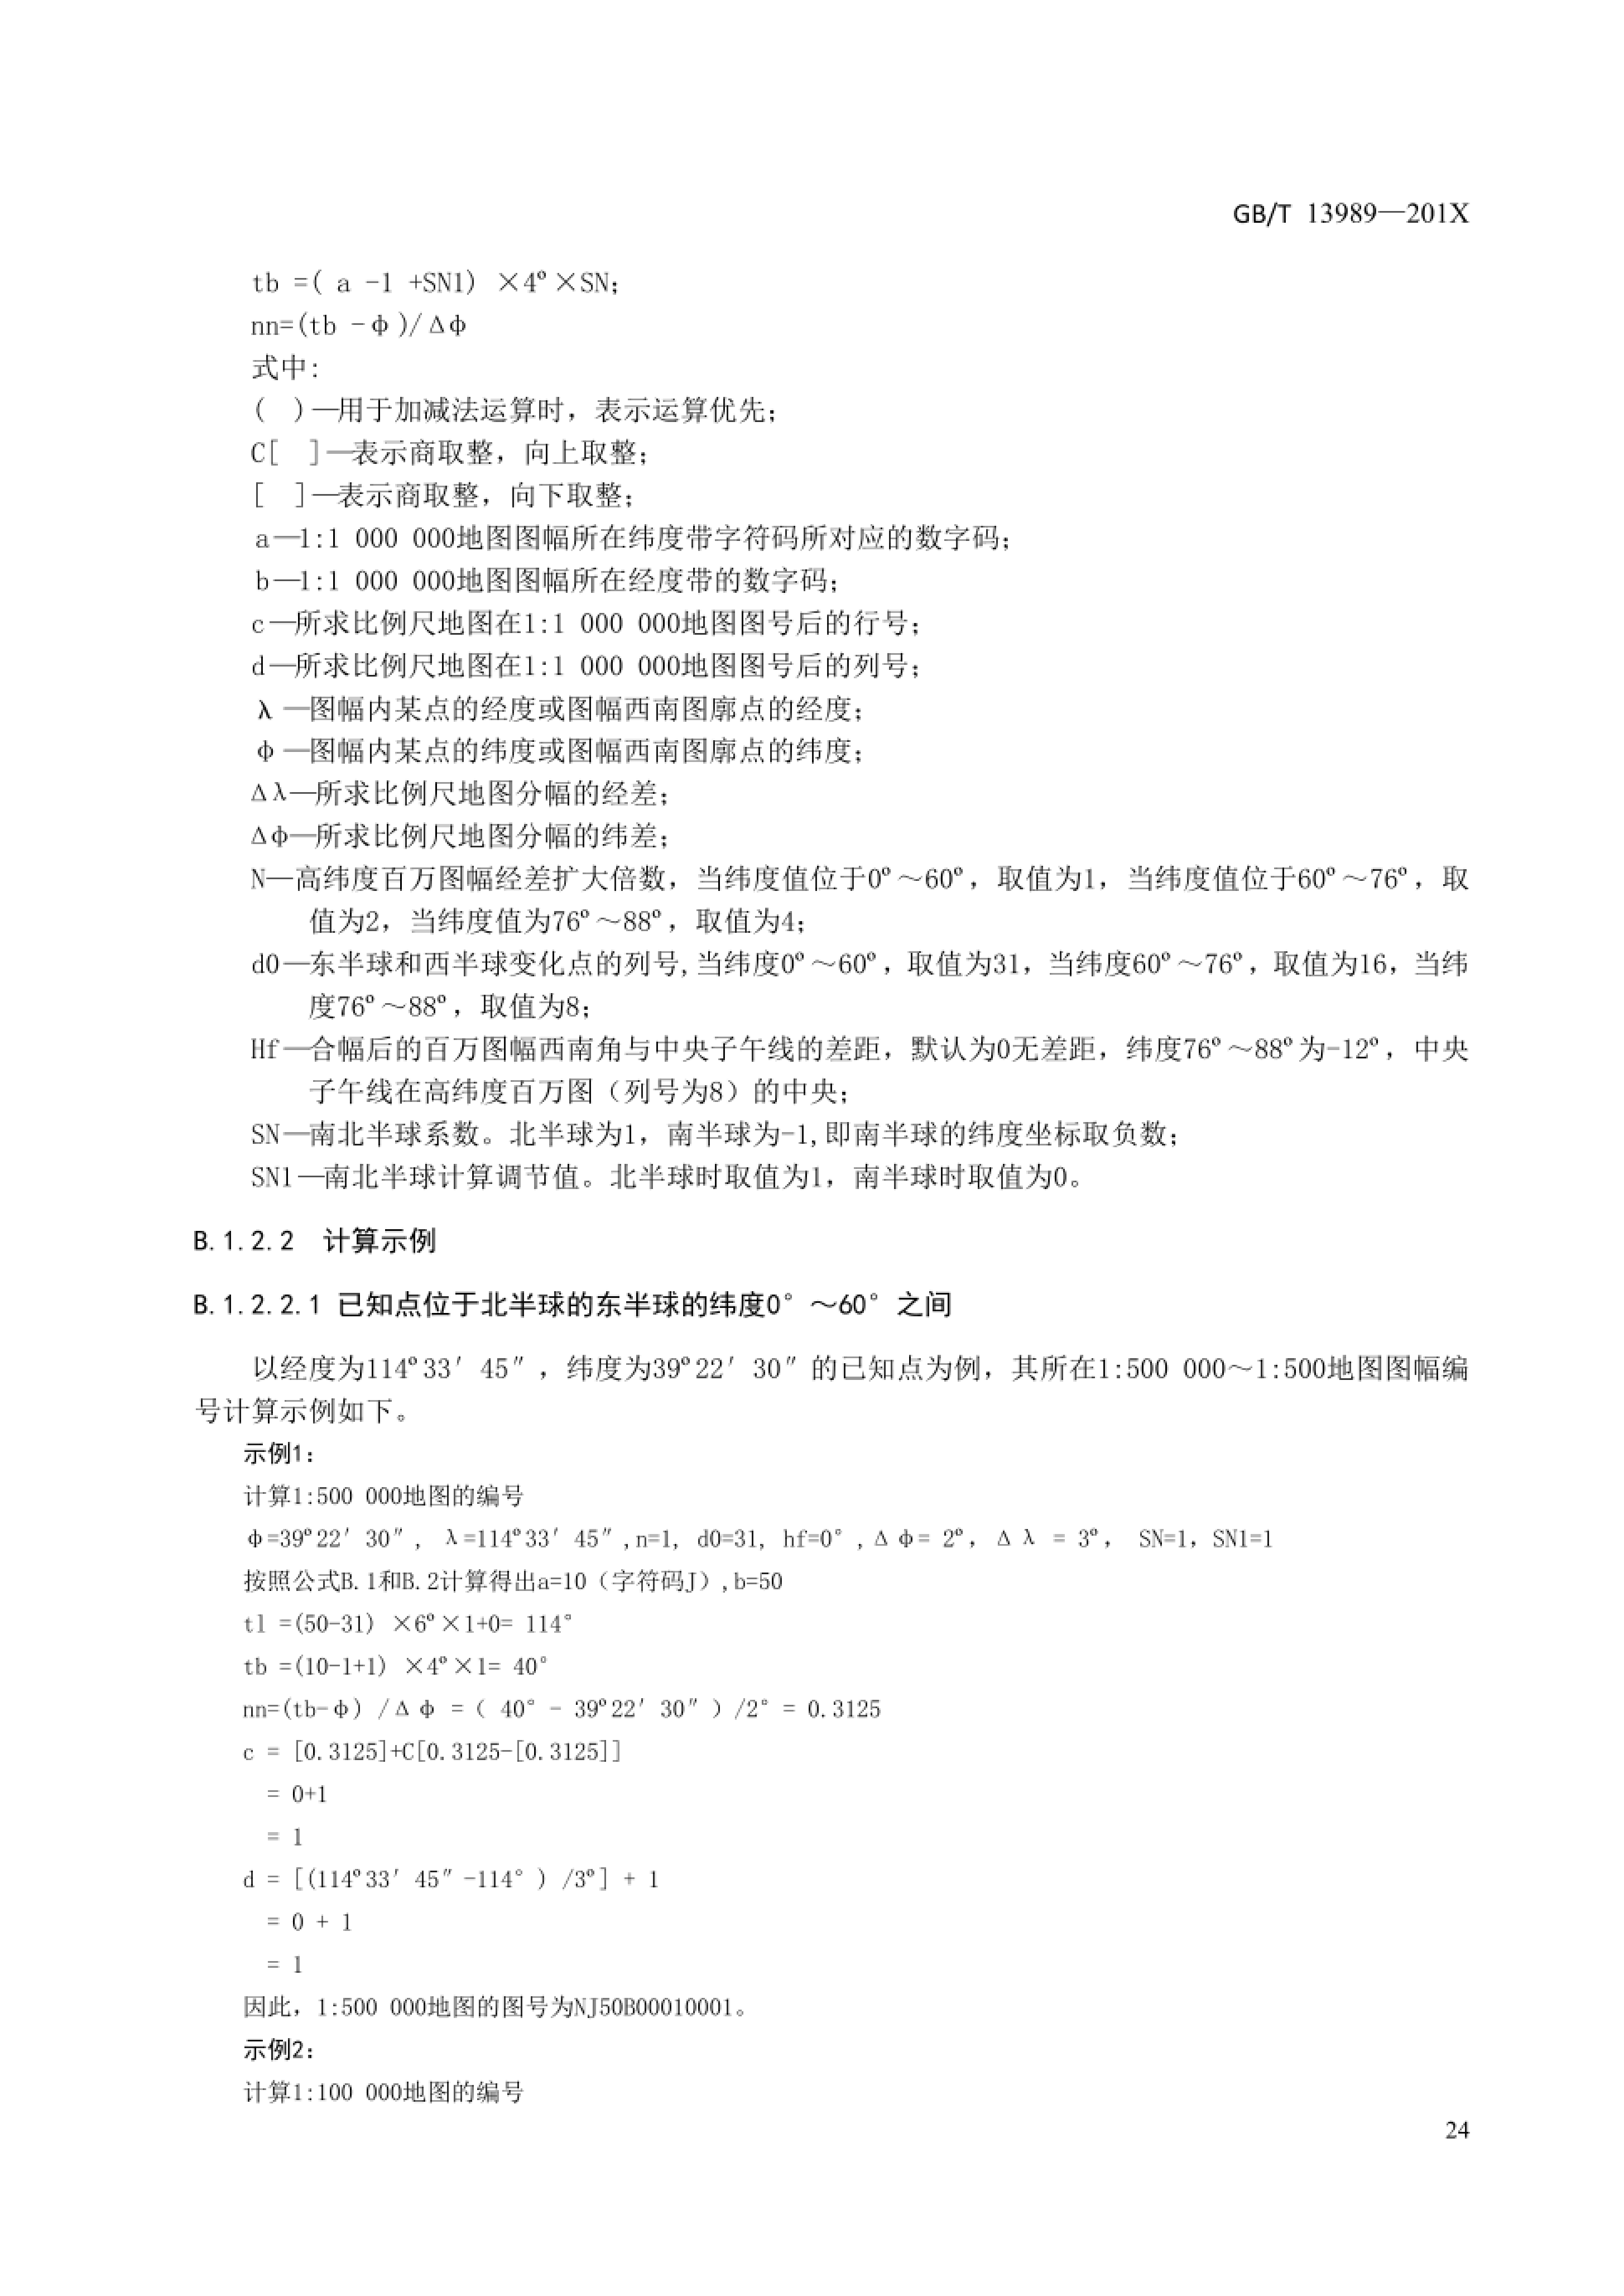 GB/T 13989—201X
tb =( a -1 +SN1) ×4º×SN;
nn=(tb -φ)/Δφ
式中:
( )—用于加减法运算时，表示运算优先;
C[ ]—表示商取整，向上取整;
[ ]—表示商取整，向下取整;
a—1:1 000 000地图图幅所在纬度带字符码所对应的数字码;
b—1:1 000 000地图图幅所在经度带的数字码;
c—所求比例尺地图在1:1 000 000地图图号后的行号;
d—所求比例尺地图在1:1 000 000地图图号后的列号;
λ —图幅内某点的经度或图幅西南图廓点的经度;
φ —图幅内某点的纬度或图幅西南图廓点的纬度;
Δλ—所求比例尺地图分幅的经差;
Δφ—所求比例尺地图分幅的纬差;
N—高纬度百万图幅经差扩大倍数，当纬度值位于0º～60º，取值为1，当纬度值位于60º～76º，取
值为2，当纬度值为76º～88º，取值为4;
d0—东半球和西半球变化点的列号,当纬度0º～60º，取值为31，当纬度60º～76º，取值为16，当纬
度76º～88º，取值为8;
Hf—合幅后的百万图幅西南角与中央子午线的差距，默认为0无差距，纬度76º～88º为-12º，中央
子午线在高纬度百万图（列号为8）的中央;
SN—南北半球系数。北半球为1，南半球为-1,即南半球的纬度坐标取负数;
SN1—南北半球计算调节值。北半球时取值为1，南半球时取值为0。
B.1.2.2 计算示例
B.1.2.2.1 已知点位于北半球的东半球的纬度0°～60°之间
以经度为114º33′45″，纬度为39º22′30″的已知点为例，其所在1:500 000～1:500地图图幅编
号计算示例如下。
示例1:
计算1:500 000地图的编号
φ=39º22′30″, λ=114º33′45″,n=1, d0=31, hf=0°,Δφ= 2º，Δλ = 3º， SN=1，SN1=1
按照公式B.1和B.2计算得出a=10（字符码J）,b=50
tl =(50-31) ×6º×1+0= 114°
tb =(10-1+1) ×4º×1= 40°
nn=(tb-φ) /Δφ =（ 40° - 39º22′30″）/2° = 0.3125
c = [0.3125]+C[0.3125-[0.3125]]
= 0+1
= 1
d = [(114º33′45″-114°) /3º] + 1
= 0 + 1
= 1
因此，1:500 000地图的图号为NJ50B00010001。
示例2:
计算1:100 000地图的编号
24